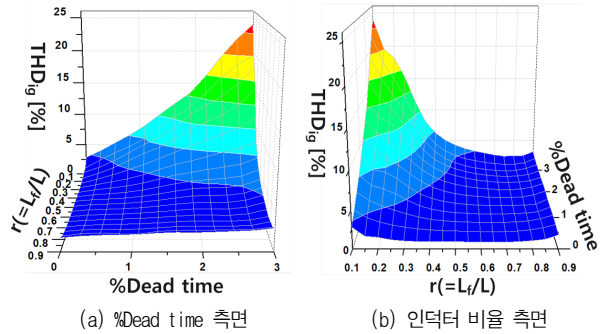 25
20
15
10
5
THD_ig [%]
0
0.1
0.2
0.3
0.4
0.5
0.6
0.7
0.8
0.9
r(=L_f/L)
0 1 2 3
%Dead time
(a) %Dead time 측면
25
20
15
10
5
0
THD_ig [%]
0.1 0.2 0.3 0.4 0.5 0.6 0.7 0.8 0.9
r(=L_f/L)
3
2
1
0
%Dead time
(b) 인덕터 비율 측면